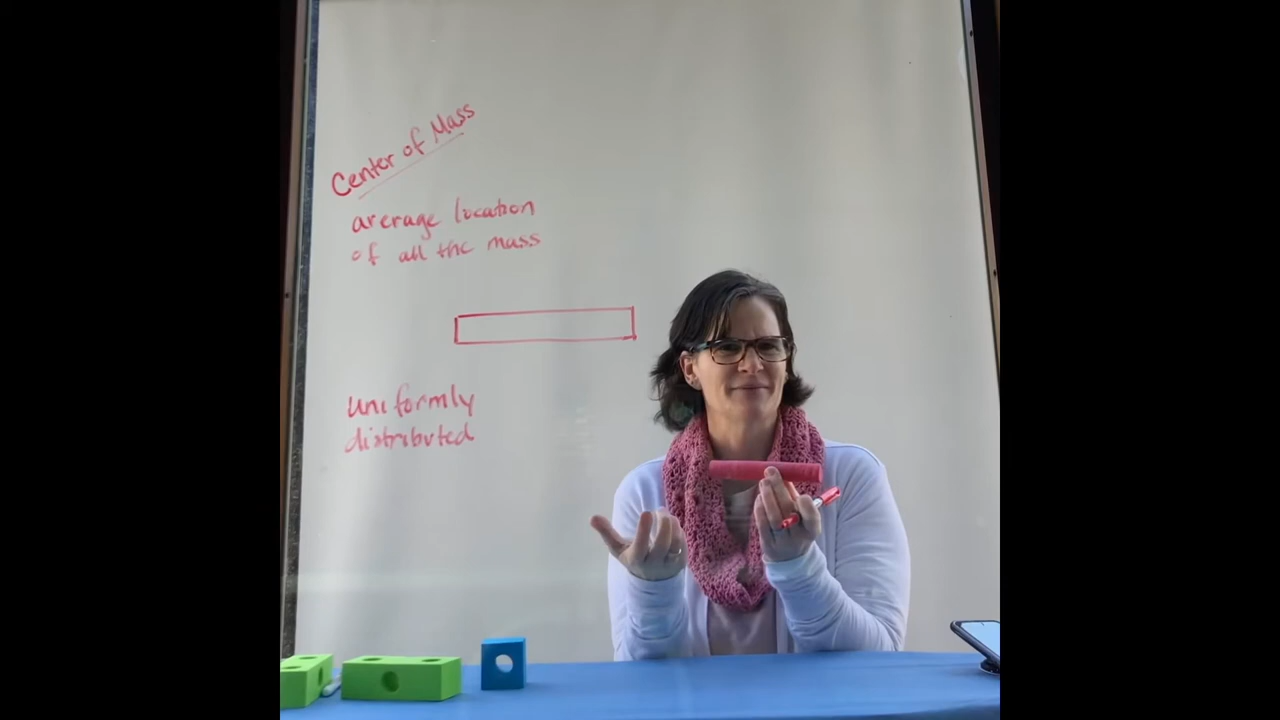 Center of Mass
average location
of all the mass
uniformly
distributed